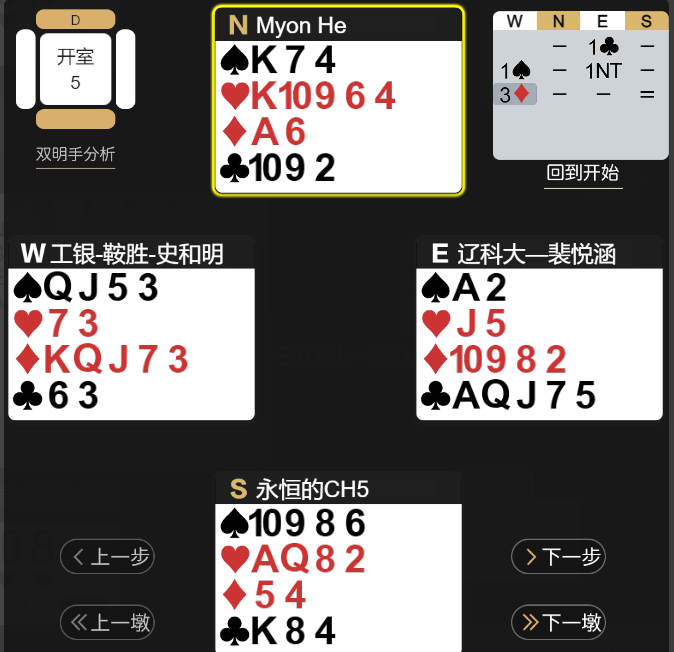 D
开室
5
双明手分析
N Myon He
♠K 7 4
♥K 10 9 6 4
♦A 6
♣10 9 2
W N E S
– 1♣ –
1♠ – 1NT –
3♦ – – =
回到开始
W 工银-鞍胜-史和明
♠Q J 5 3
♥7 3
♦K Q J 7 3
♣6 3
E 辽科大—裴悦涵
♠A 2
♥J 5
♦10 9 8 2
♣A Q J 7 5
S 永恒的CH5
♠10 9 8 6
♥A Q 8 2
♦5 4
♣K 8 4
上一步
下一步
上一墩
下一墩